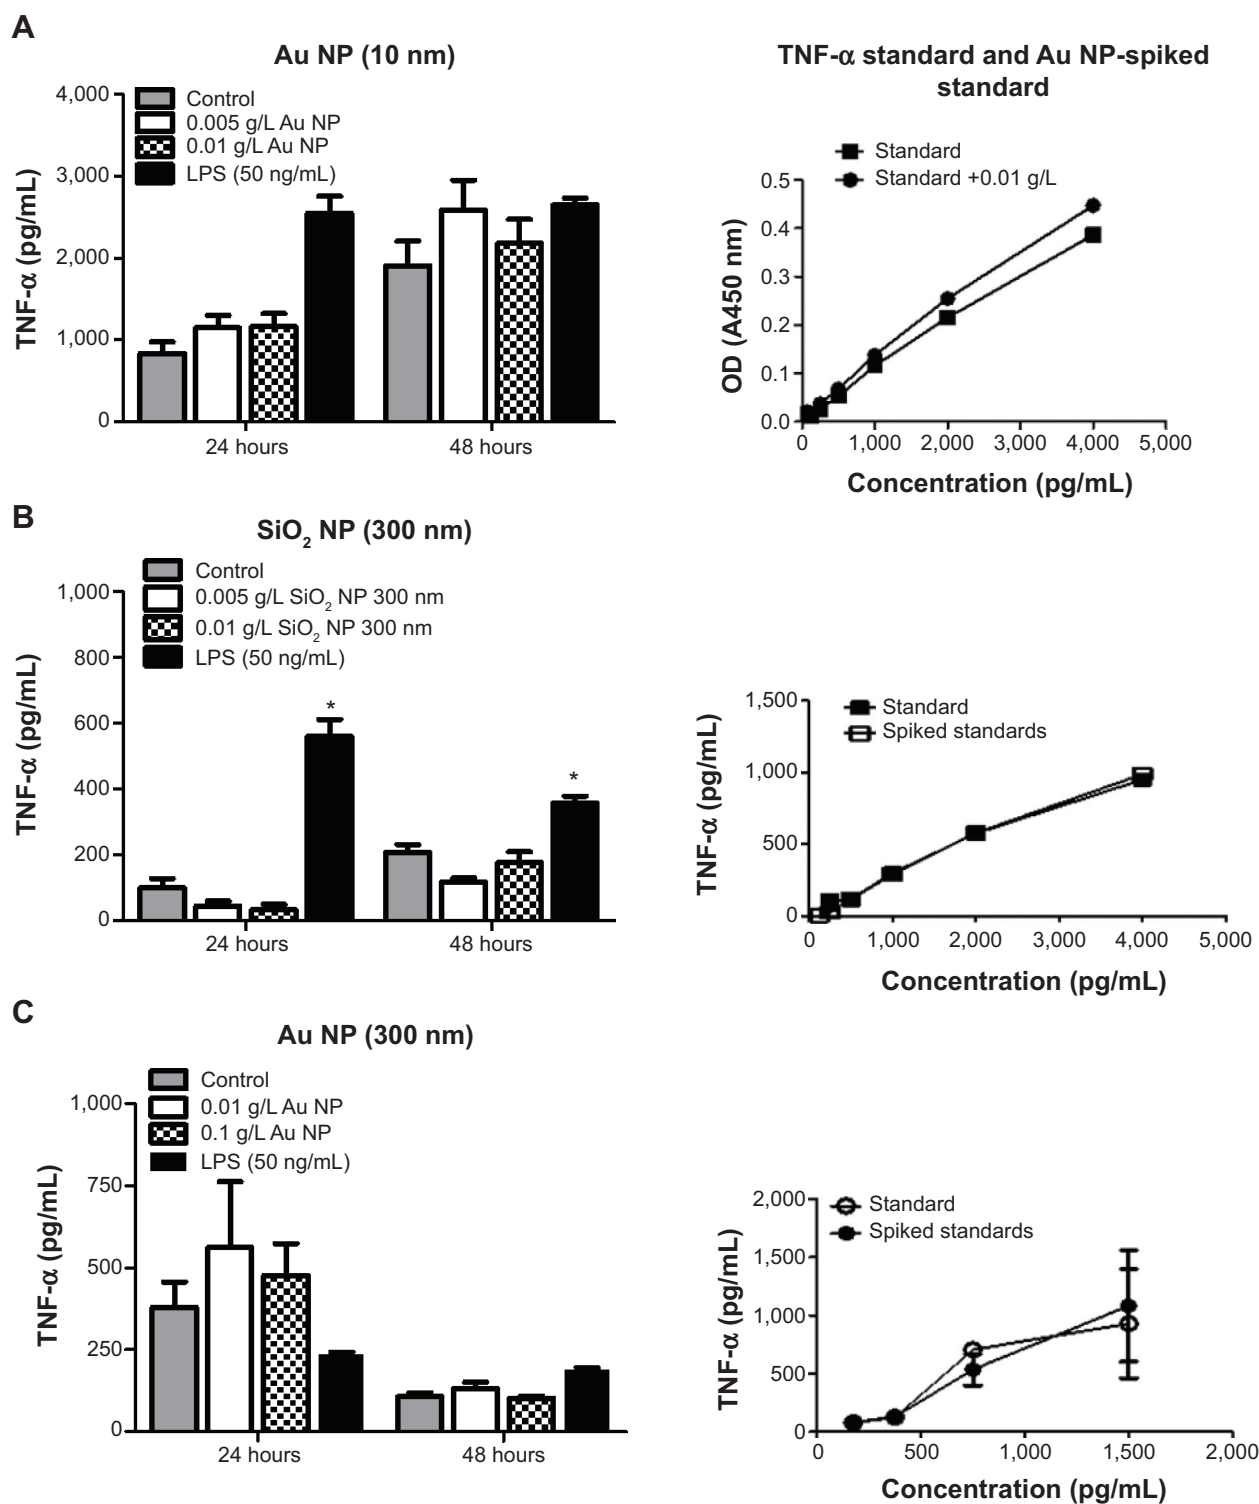 A
Au NP (10 nm)
4,000
3,000
2,000
1,000
0
TNF-α (pg/mL)
Control
0.005 g/L Au NP
0.01 g/L Au NP
LPS (50 ng/mL)
24 hours
48 hours
TNF-α standard and Au NP-spiked
standard
Standard
Standard +0.01 g/L
0.5
0.4
0.3
0.2
0.1
0.0
OD (A450 nm)
0 1,000 2,000 3,000 4,000 5,000
Concentration (pg/mL)
B
SiO₂ NP (300 nm)
Control
0.005 g/L SiO₂ NP 300 nm
0.01 g/L SiO₂ NP 300 nm
LPS (50 ng/mL)
1,000
800
600
400
200
0
TNF-α (pg/mL)
*
*
24 hours
48 hours
Standard
Spiked standards
1,500
1,000
500
0
TNF-α (pg/mL)
0 1,000 2,000 3,000 4,000 5,000
Concentration (pg/mL)
C
Au NP (300 nm)
Control
0.01 g/L Au NP
0.1 g/L Au NP
LPS (50 ng/mL)
1,000
750
500
250
0
TNF-α (pg/mL)
24 hours
48 hours
Standard
Spiked standards
2,000
1,500
1,000
500
0
TNF-α (pg/mL)
0 500 1,000 1,500 2,000
Concentration (pg/mL)